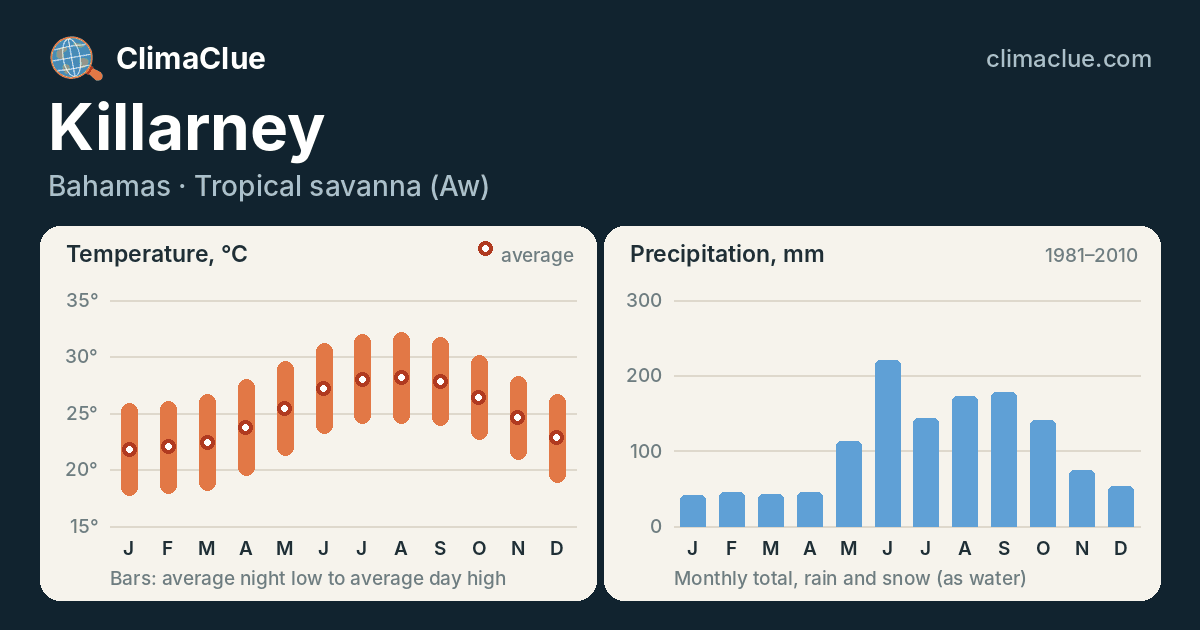 ClimaClue
climaclue.com
Killarney
Bahamas · Tropical savanna (Aw)
Temperature, °C
average
35°
30°
25°
20°
15°
J F M A M J J A S O N D
Bars: average night low to average day high
Precipitation, mm
1981–2010
300
200
100
0
J F M A M J J A S O N D
Monthly total, rain and snow (as water)